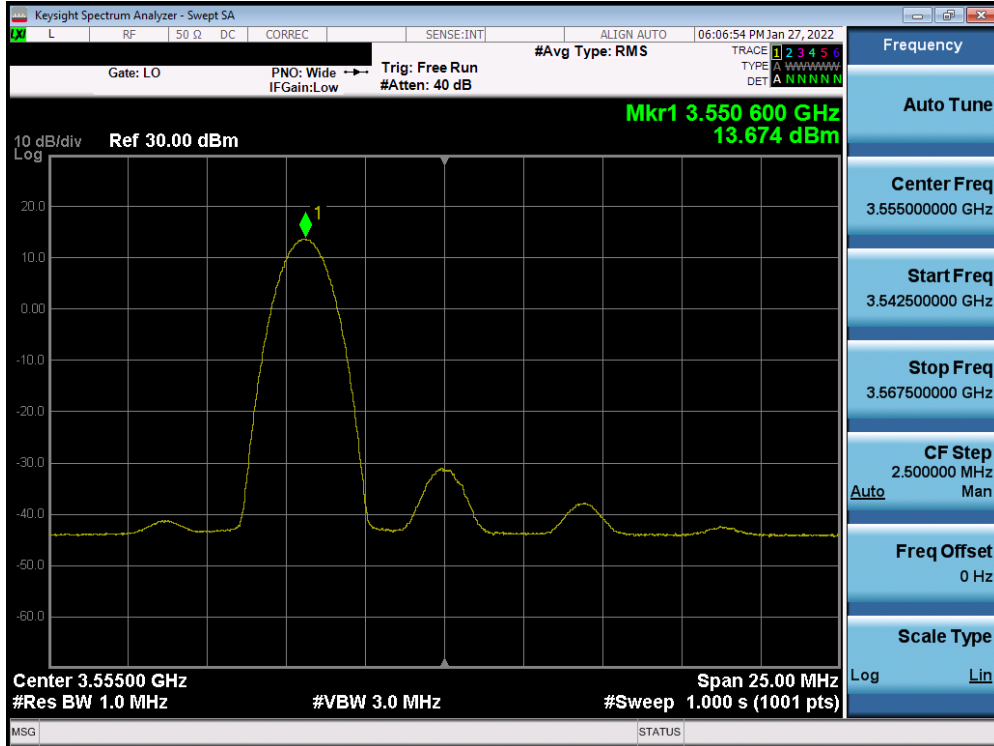 Keysight Spectrum Analyzer - Swept SA
LXI L RF 50 Ω DC CORREC SENSE:INT ALIGN AUTO 06:06:54 PM Jan 27, 2022
Gate: LO
PNO: Wide
IFGain:Low
Trig: Free Run
#Atten: 40 dB
#Avg Type: RMS
TRACE 1 2 3 4 5 6
TYPE A WWWWW
DET A N N N N N
Mkr1 3.550 600 GHz
13.674 dBm
10 dB/div Ref 30.00 dBm
Log
1
20.0
10.0
0.00
-10.0
-20.0
-30.0
-40.0
-50.0
-60.0
Center 3.55500 GHz Span 25.00 MHz
#Res BW 1.0 MHz #VBW 3.0 MHz #Sweep 1.000 s (1001 pts)
MSG STATUS
Frequency
Auto Tune
Center Freq
3.555000000 GHz
Start Freq
3.542500000 GHz
Stop Freq
3.567500000 GHz
CF Step
2.500000 MHz
Auto Man
Freq Offset
0 Hz
Scale Type
Log Lin